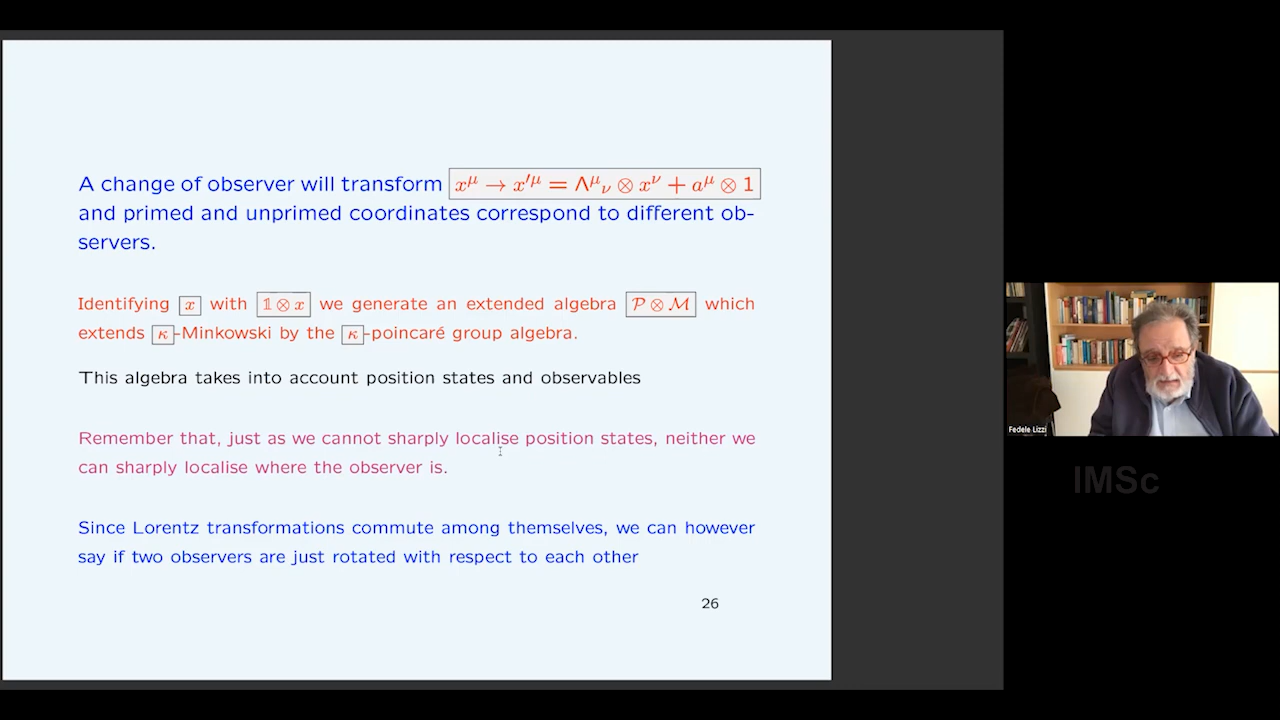 A change of observer will transform x^μ → x'^μ = Λ^μ_ν ⊗ x^ν + a^μ ⊗ 1
and primed and unprimed coordinates correspond to different ob-
servers.
Identifying x with 𝟙 ⊗ x we generate an extended algebra 𝒫 ⊗ ℳ which
extends κ-Minkowski by the κ-poincaré group algebra.
This algebra takes into account position states and observables
Remember that, just as we cannot sharply localise position states, neither we
can sharply localise where the observer is.
Since Lorentz transformations commute among themselves, we can however
say if two observers are just rotated with respect to each other
26
Fedele Lizzi
IMSc